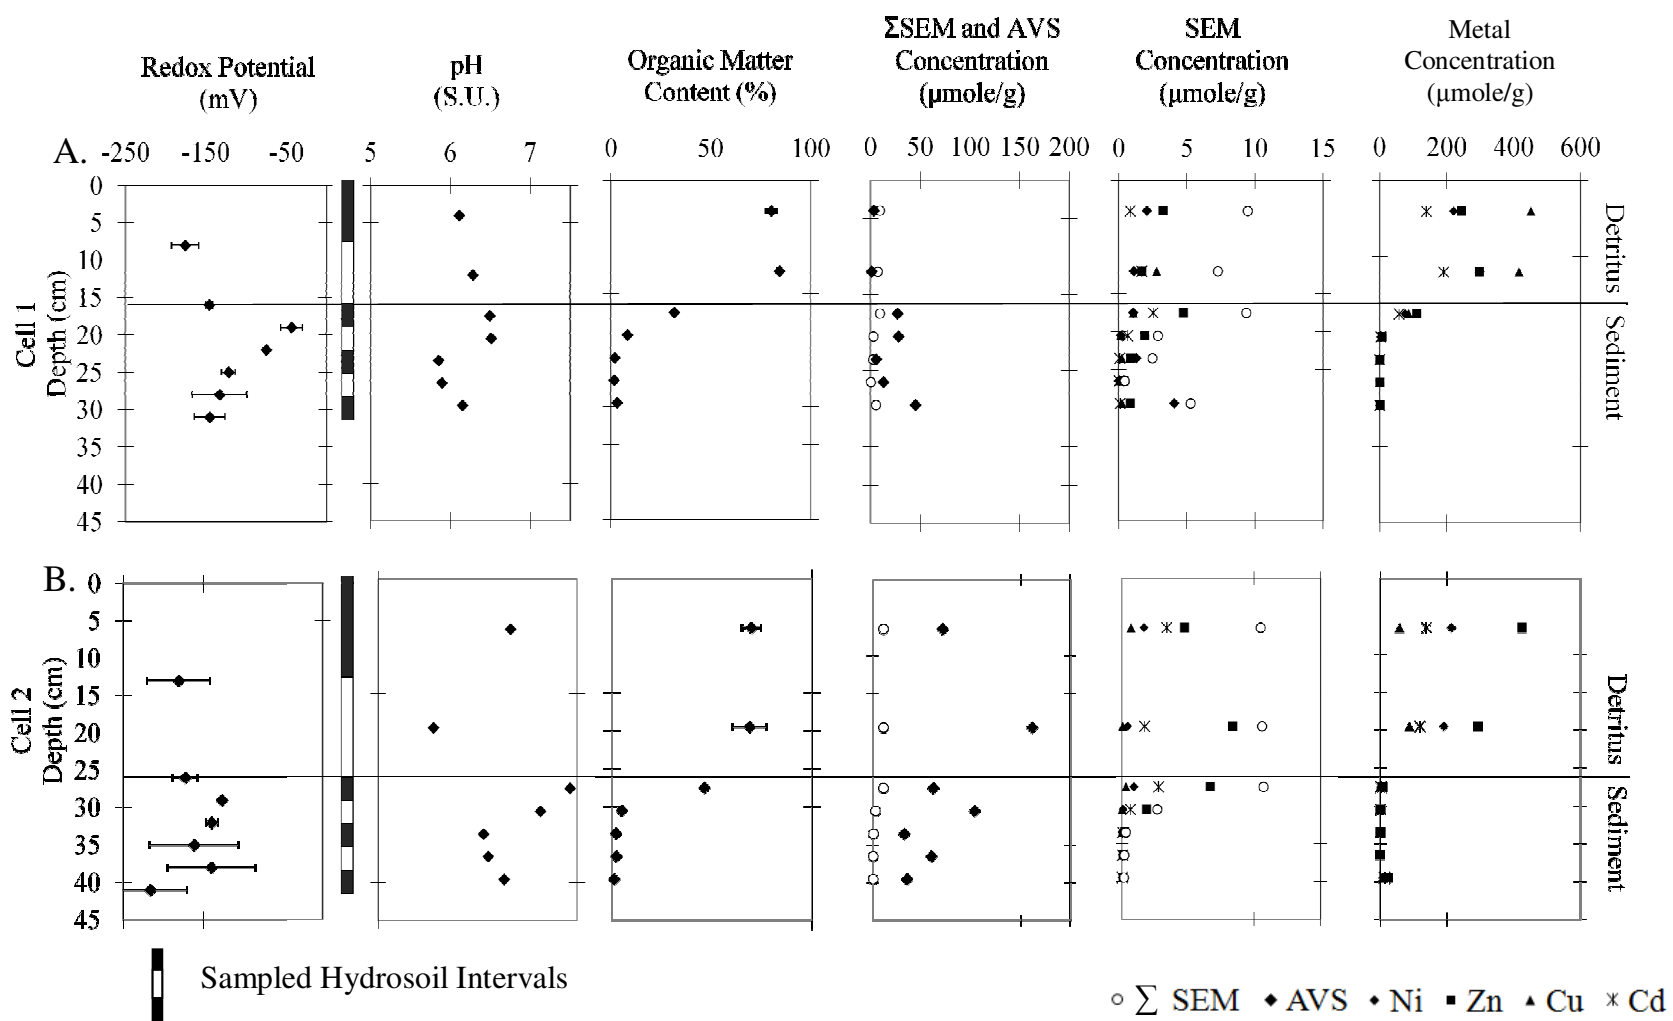 ΣSEM and AVS
Concentration
(μmole/g)
SEM
Concentration
(μmole/g)
Metal
Concentration
(μmole/g)
Redox Potential
(mV)
pH
(S.U.)
Organic Matter
Content (%)
A.
-250 -150 -50
5 6 7
0 50 100
0 50 100 150 200
0 5 10 15
0 200 400 600
Cell 1
Depth (cm)
0
5
10
15
20
25
30
35
40
45
Detritus
Sediment
B.
Cell 2
Depth (cm)
0
5
10
15
20
25
30
35
40
45
Detritus
Sediment
Sampled Hydrosoil Intervals
∑ SEM AVS Ni Zn Cu Cd